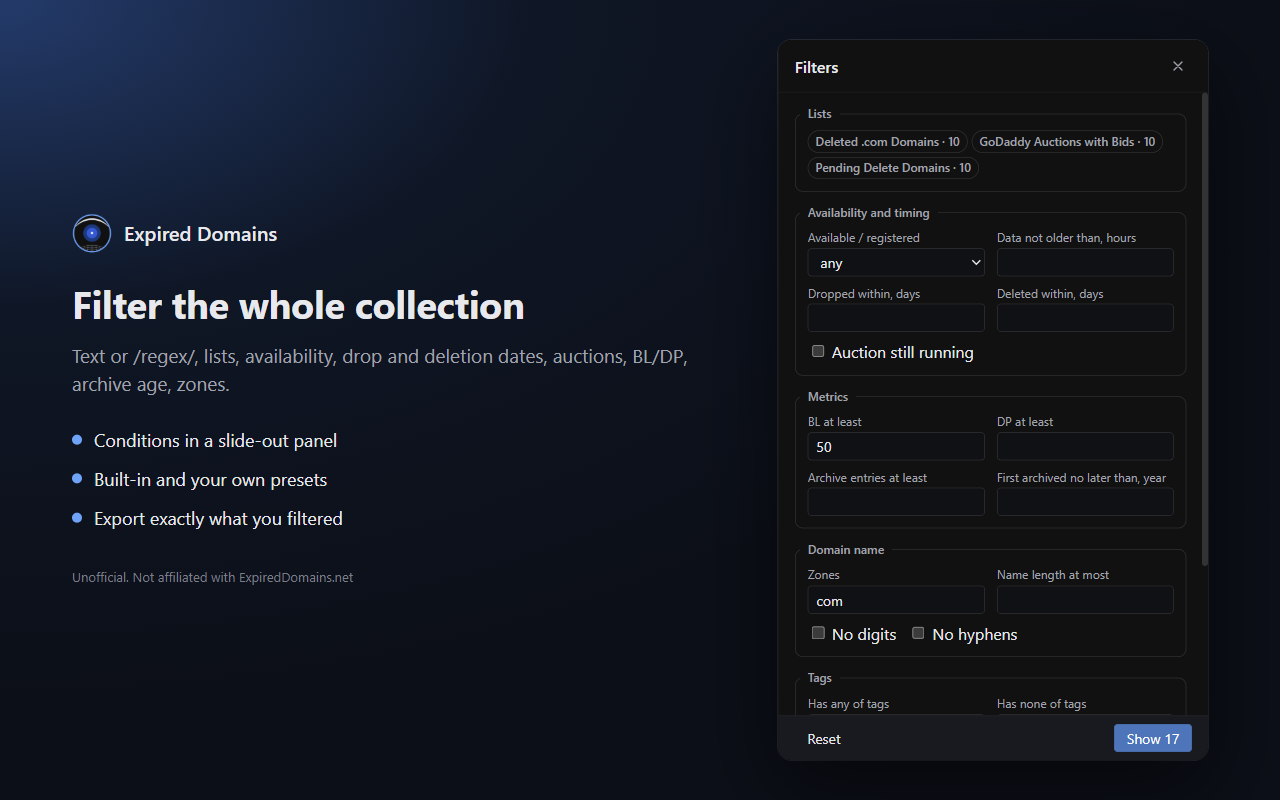 Expired Domains
Filter the whole collection
Text or /regex/, lists, availability, drop and deletion dates, auctions, BL/DP,
archive age, zones.
Conditions in a slide-out panel
Built-in and your own presets
Export exactly what you filtered
Unofficial. Not affiliated with ExpiredDomains.net
Filters
Lists
Deleted .com Domains · 10
GoDaddy Auctions with Bids · 10
Pending Delete Domains · 10
Availability and timing
Available / registered
Data not older than, hours
any
Dropped within, days
Deleted within, days
Auction still running
Metrics
BL at least
DP at least
50
Archive entries at least
First archived no later than, year
Domain name
Zones
Name length at most
com
No digits
No hyphens
Tags
Has any of tags
Has none of tags
Reset
Show 17